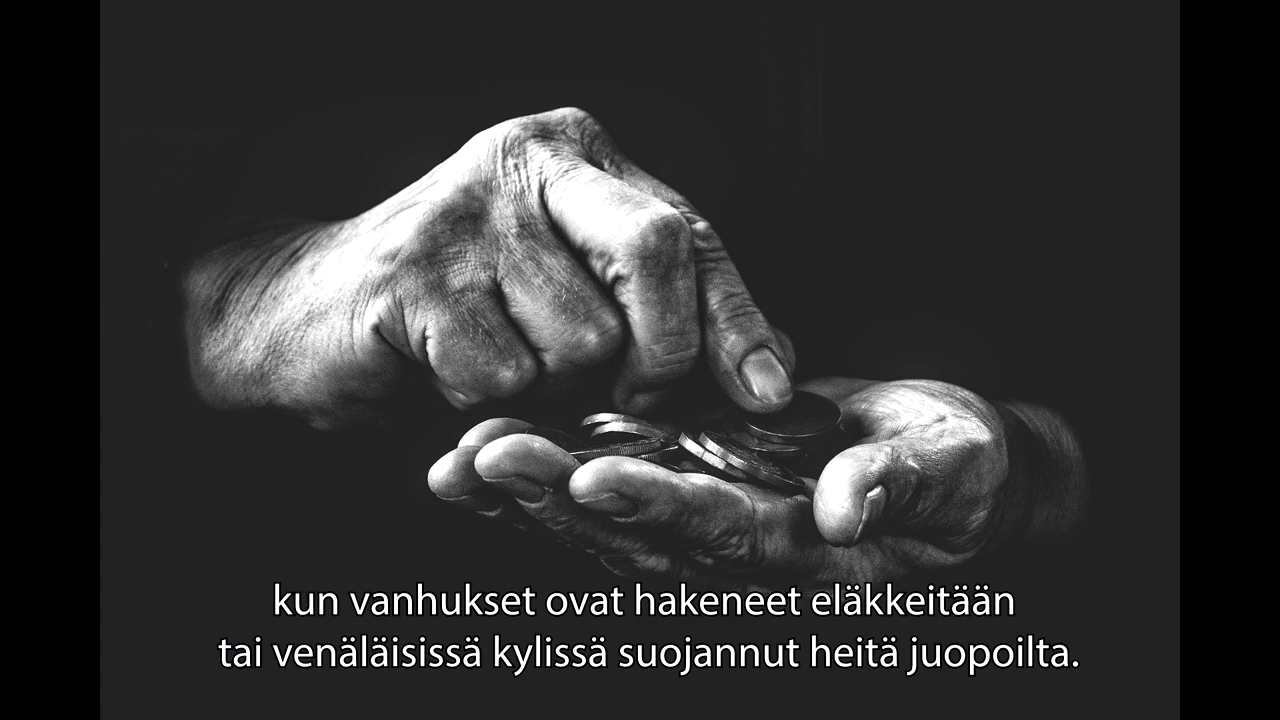 kun vanhukset ovat hakeneet eläkkeitään
tai venäläisissä kylissä suojannut heitä juopoilta.